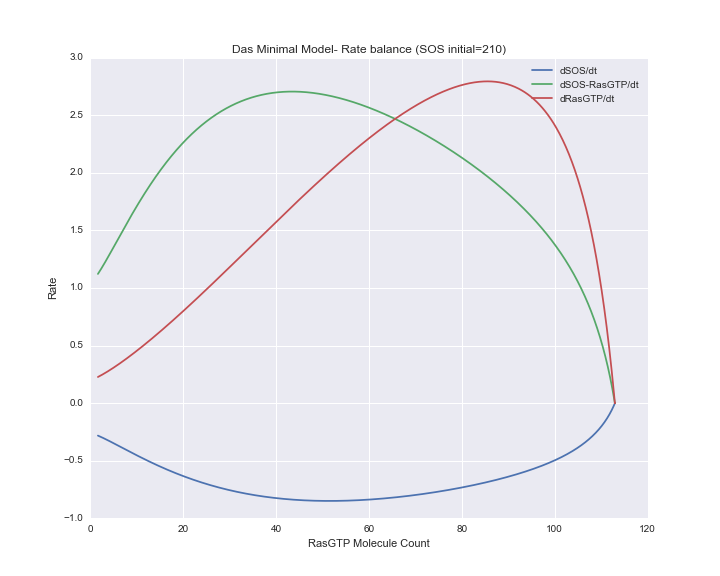 Das Minimal Model- Rate balance (SOS initial=210)
3.0
2.5
2.0
1.5
1.0
0.5
0.0
−0.5
−1.0
Rate
dSOS/dt
dSOS-RasGTP/dt
dRasGTP/dt
0 20 40 60 80 100 120
RasGTP Molecule Count